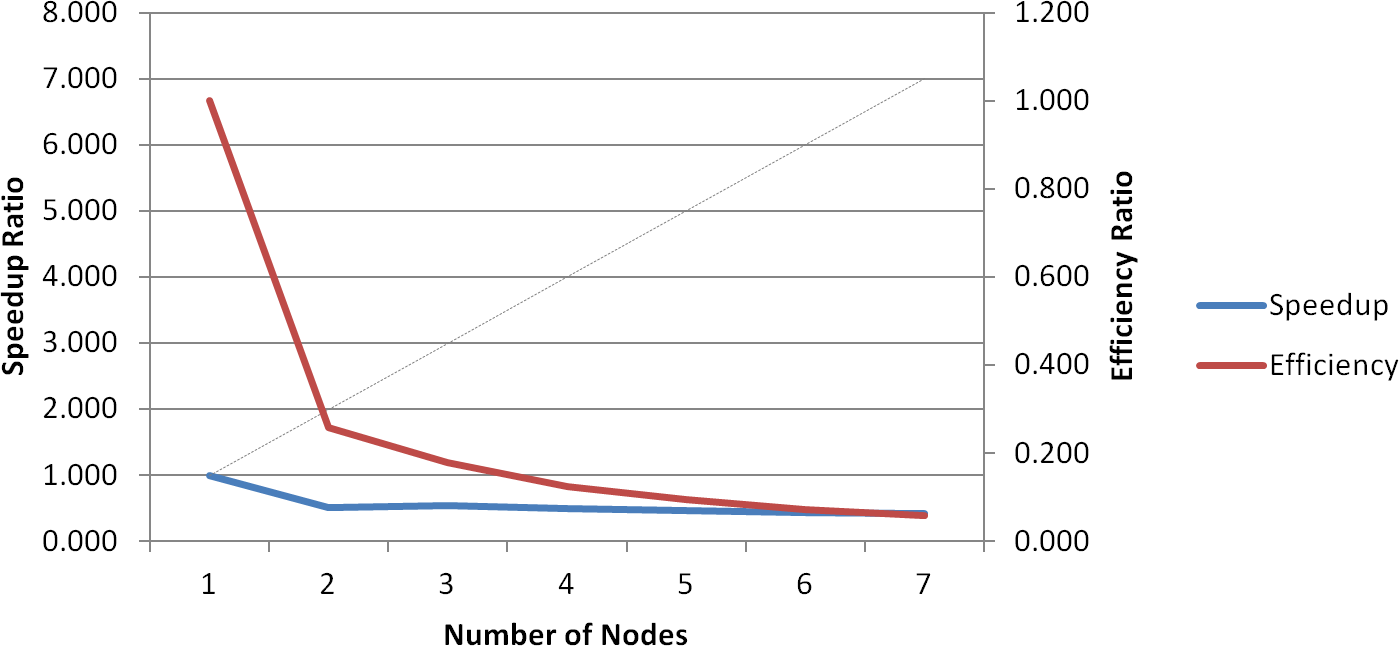 8.000
7.000
6.000
5.000
4.000
3.000
2.000
1.000
0.000
Speedup Ratio
1.200
1.000
0.800
0.600
0.400
0.200
0.000
Efficiency Ratio
1 2 3 4 5 6 7
Number of Nodes
Speedup
Efficiency